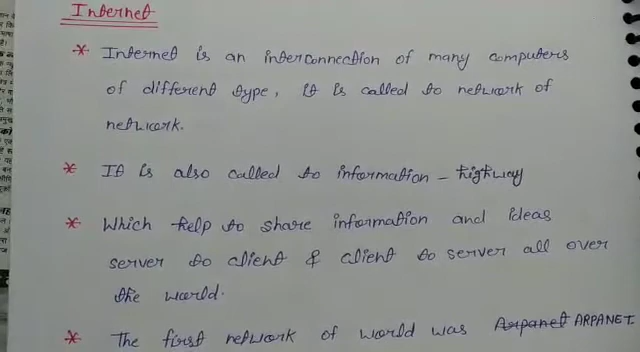 Internet
* Internet is an interconnection of many computers
of different type, it is called to network of
network.
* It is also called to information - highway
* Which help to share information and ideas
server to client & client to server all over
the world.
* The first network of world was Arpanet ARPANET.